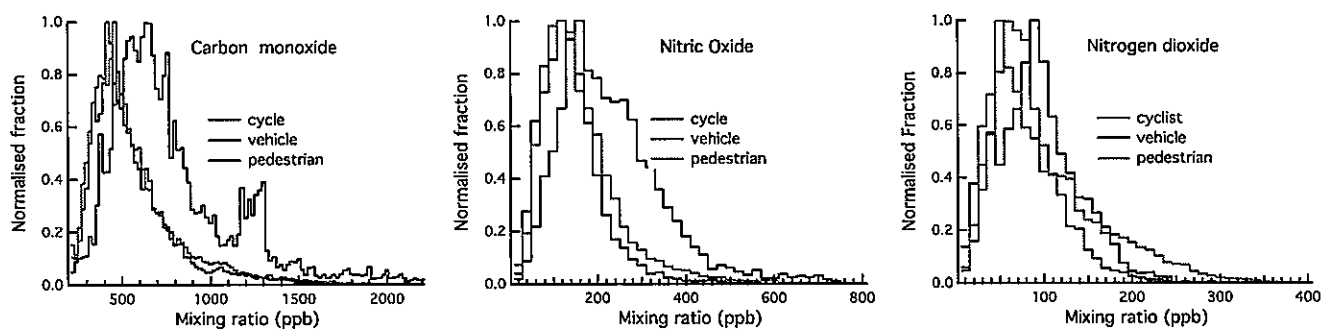 Carbon monoxide
cycle
vehicle
pedestrian
Normalised fraction
1.0
0.8
0.6
0.4
0.2
0.0
500
1000
1500
2000
Mixing ratio (ppb)
Nitric Oxide
cycle
vehicle
pedestrian
Normalised fraction
1.0
0.8
0.6
0.4
0.2
0.0
200
400
600
800
Mixing ratio (ppb)
Nitrogen dioxide
cyclist
vehicle
pedestrian
Normalised Fraction
1.0
0.8
0.6
0.4
0.2
0.0
100
200
300
400
Mixing ratio (ppb)